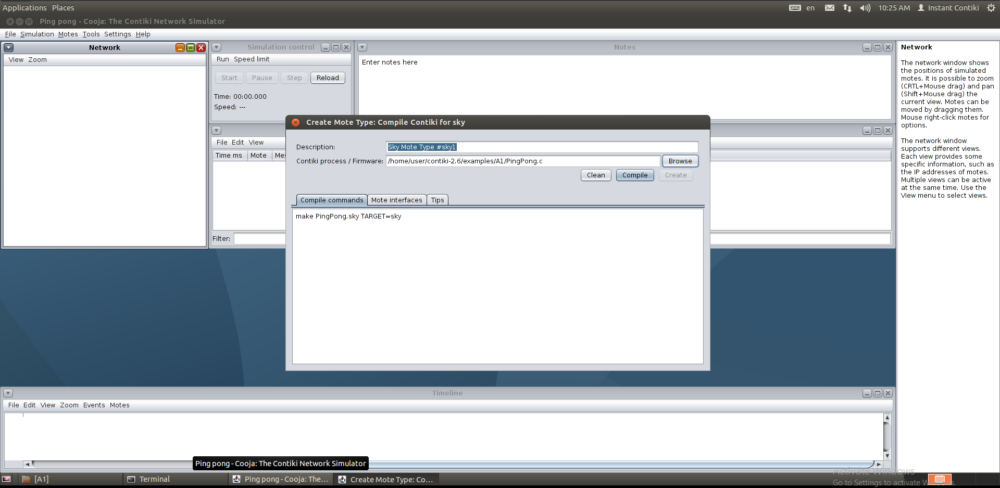 Applications Places
en 10:25 AM Instant Contiki
Ping pong - Cooja: The Contiki Network Simulator
File Simulation Motes Tools Settings Help
Network
View Zoom
Simulation control
Run Speed limit
Start Pause Step Reload
Time: 00:00.000
Speed: ---
Notes
Enter notes here
File Edit View
Time ms Mote Mes
Filter:
Create Mote Type: Compile Contiki for sky
Description: Sky Mote Type #sky1
Contiki process / Firmware: /home/user/contiki-2.6/examples/A1/PingPong.c Browse
Clean Compile Create
Compile commands Mote interfaces Tips
make PingPong.sky TARGET=sky
Network
The network window shows
the positions of simulated
motes. It is possible to zoom
(CRTL+Mouse drag) and pan
(Shift+Mouse drag) the
current view. Motes can be
moved by dragging them.
Mouse right-click motes for
options.
The network window
supports different views.
Each view provides some
specific information, such as
the IP addresses of motes.
Multiple views can be active
at the same time. Use the
View menu to select views.
Timeline
File Edit View Zoom Events Motes
Ping pong - Cooja: The Contiki Network Simulator
[A1] Terminal Ping pong - Cooja: The... Create Mote Type: Co...
Activate Windows
Go to Settings to activate Windows.